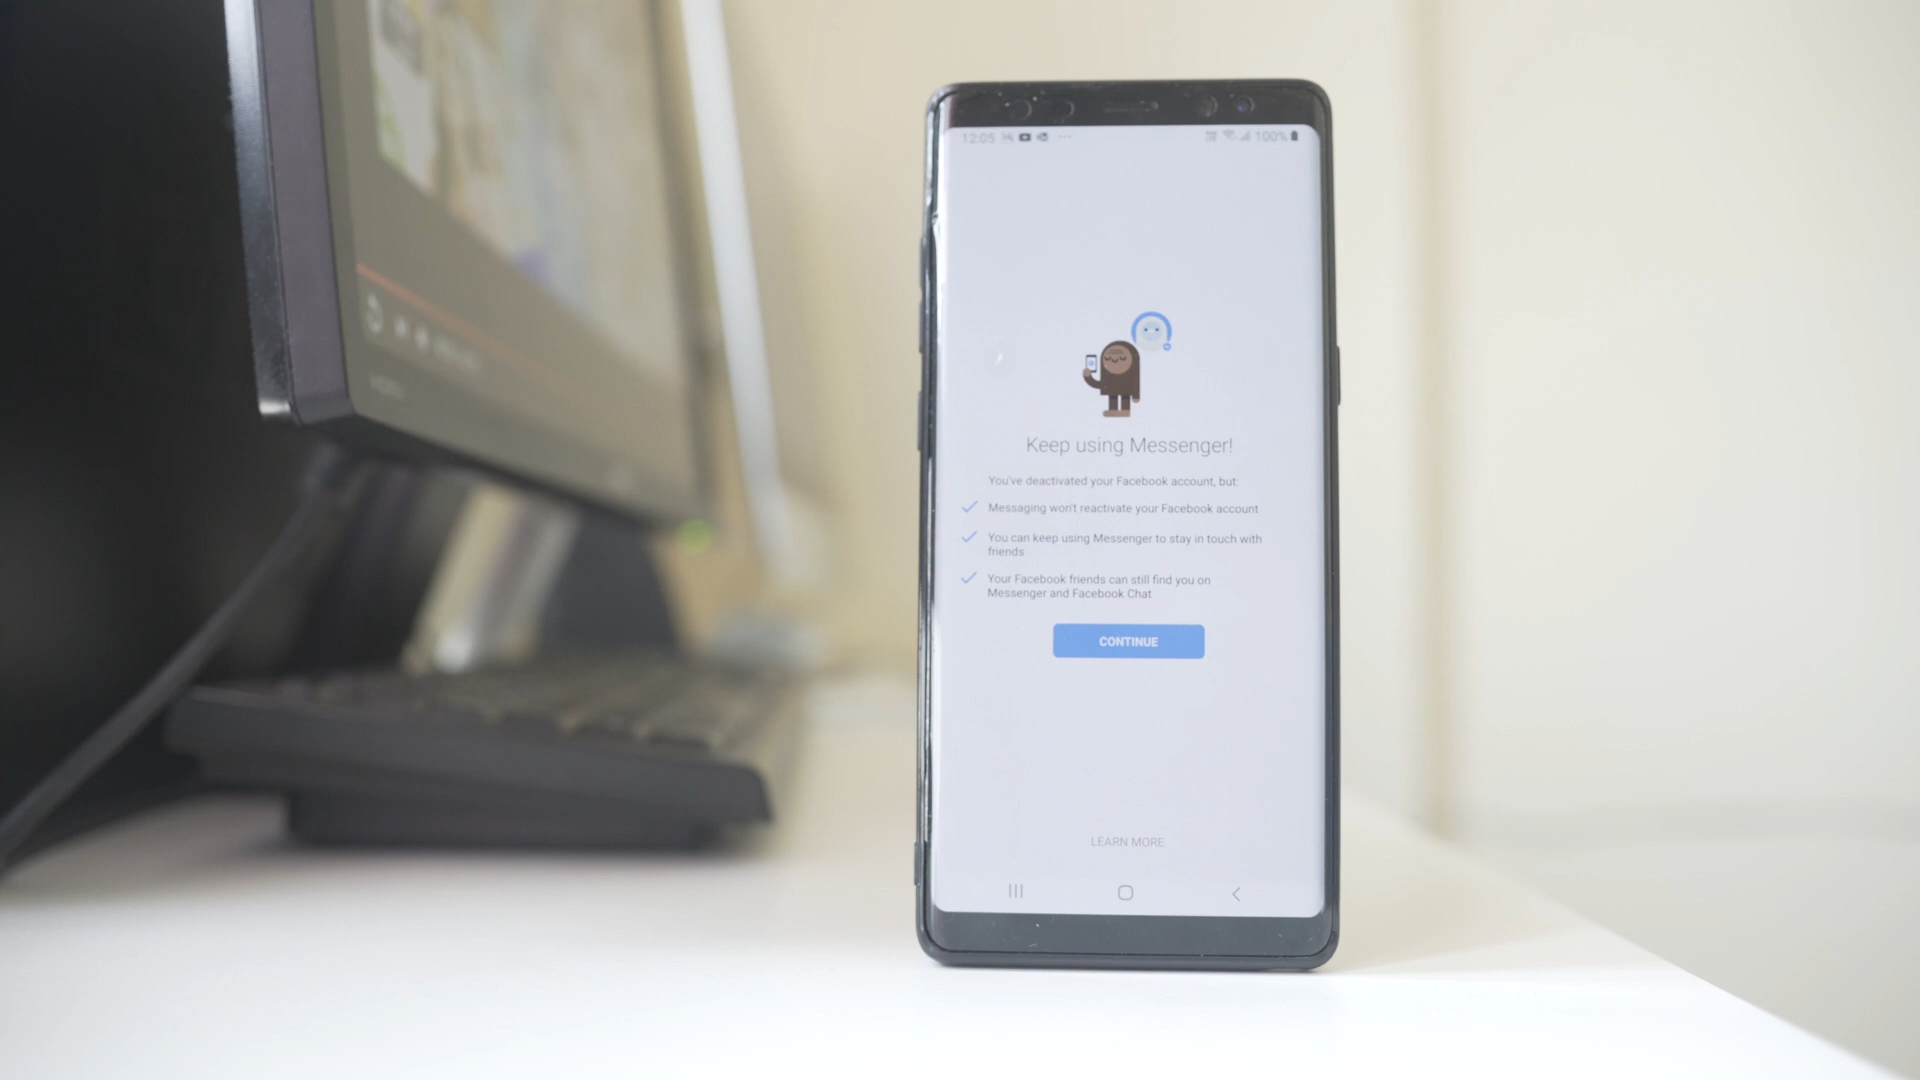 12:05
100%
Keep using Messenger!
You've deactivated your Facebook account, but:
Messaging won't reactivate your Facebook account
You can keep using Messenger to stay in touch with
friends
Your Facebook friends can still find you on
Messenger and Facebook Chat
CONTINUE
LEARN MORE